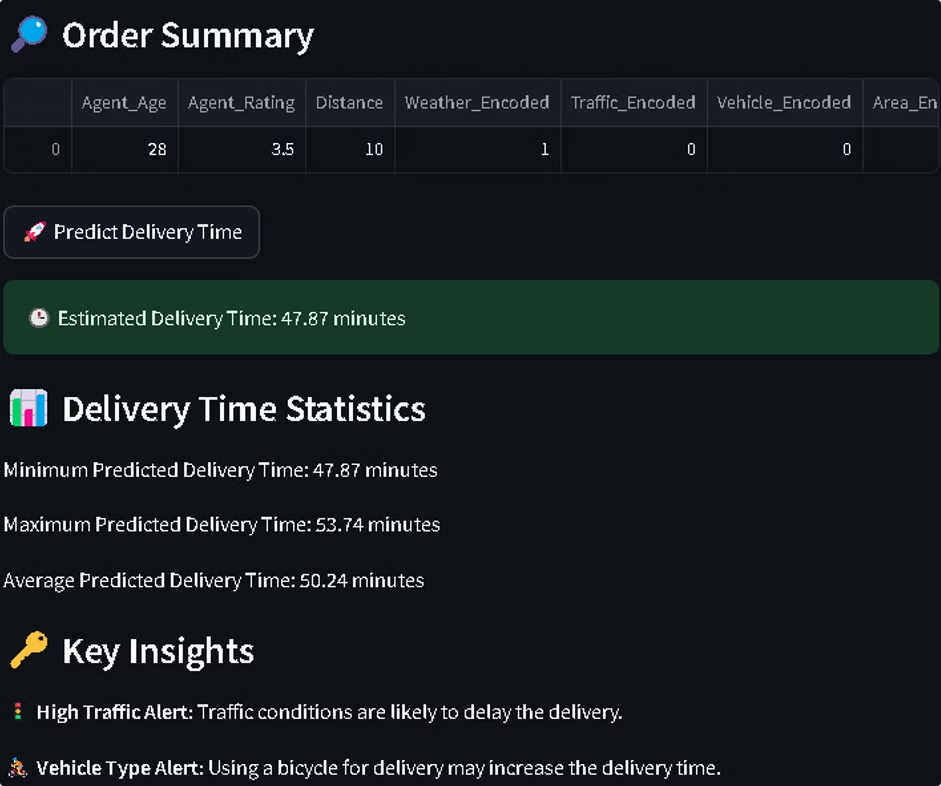 Order Summary
Agent_Age Agent_Rating Distance Weather_Encoded Traffic_Encoded Vehicle_Encoded Area_En
0 28 3.5 10 1 0 0
Predict Delivery Time
Estimated Delivery Time: 47.87 minutes
Delivery Time Statistics
Minimum Predicted Delivery Time: 47.87 minutes
Maximum Predicted Delivery Time: 53.74 minutes
Average Predicted Delivery Time: 50.24 minutes
Key Insights
High Traffic Alert: Traffic conditions are likely to delay the delivery.
Vehicle Type Alert: Using a bicycle for delivery may increase the delivery time.